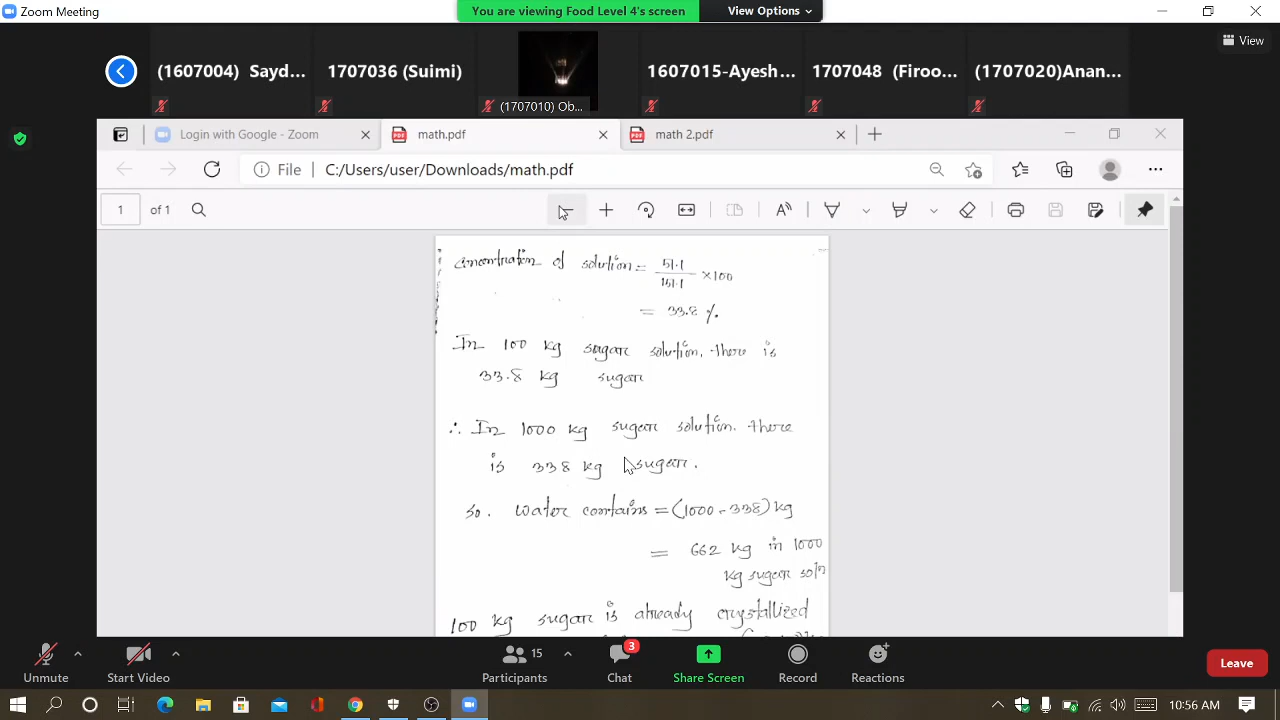 Zoom Meeting
You are viewing Food Level 4's screen
View Options
(1607004) Sayd...
1707036 (Suimi)
(1707010) Ob...
1607015-Ayesh...
1707048 (Firoo...
(1707020)Anan...
View
Login with Google - Zoom
math.pdf
math 2.pdf
File
C:/Users/user/Downloads/math.pdf
1 of 1
Concentration of solution = 51.1 / 151.1 × 100
= 33.8 %.
In 100 kg sugar solution, there is
33.8 kg sugar
∴ In 1000 kg sugar solution, there
is 338 kg sugar.
So. Water contains = (1000 - 338) kg
= 662 kg in 1000
kg sugar soln
100 kg sugar is already crystallized
Unmute
Start Video
15
Participants
3
Chat
Share Screen
Record
Reactions
Leave
10:56 AM